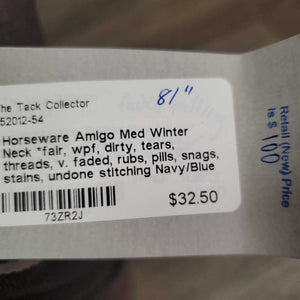 he Tack Collector
52012-54
81"
Horseware Amigo Med Winter
Neck *fair, wpf, dirty, tears,
threads, v. faded, rubs, pills, snags,
stains, undone stitching Navy/Blue
$32.50
73ZR2J
Retail (New) Price
is $100